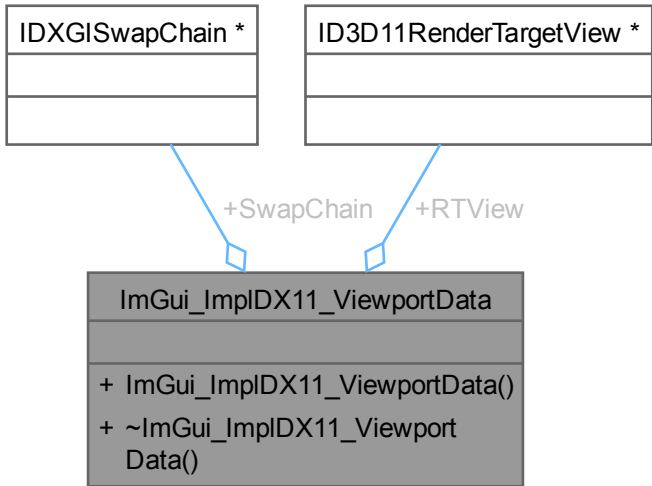 IDXGISwapChain *
ID3D11RenderTargetView *
+SwapChain
+RTView
ImGui_ImplDX11_ViewportData
+ ImGui_ImplDX11_ViewportData()
+ ~ImGui_ImplDX11_Viewport
Data()